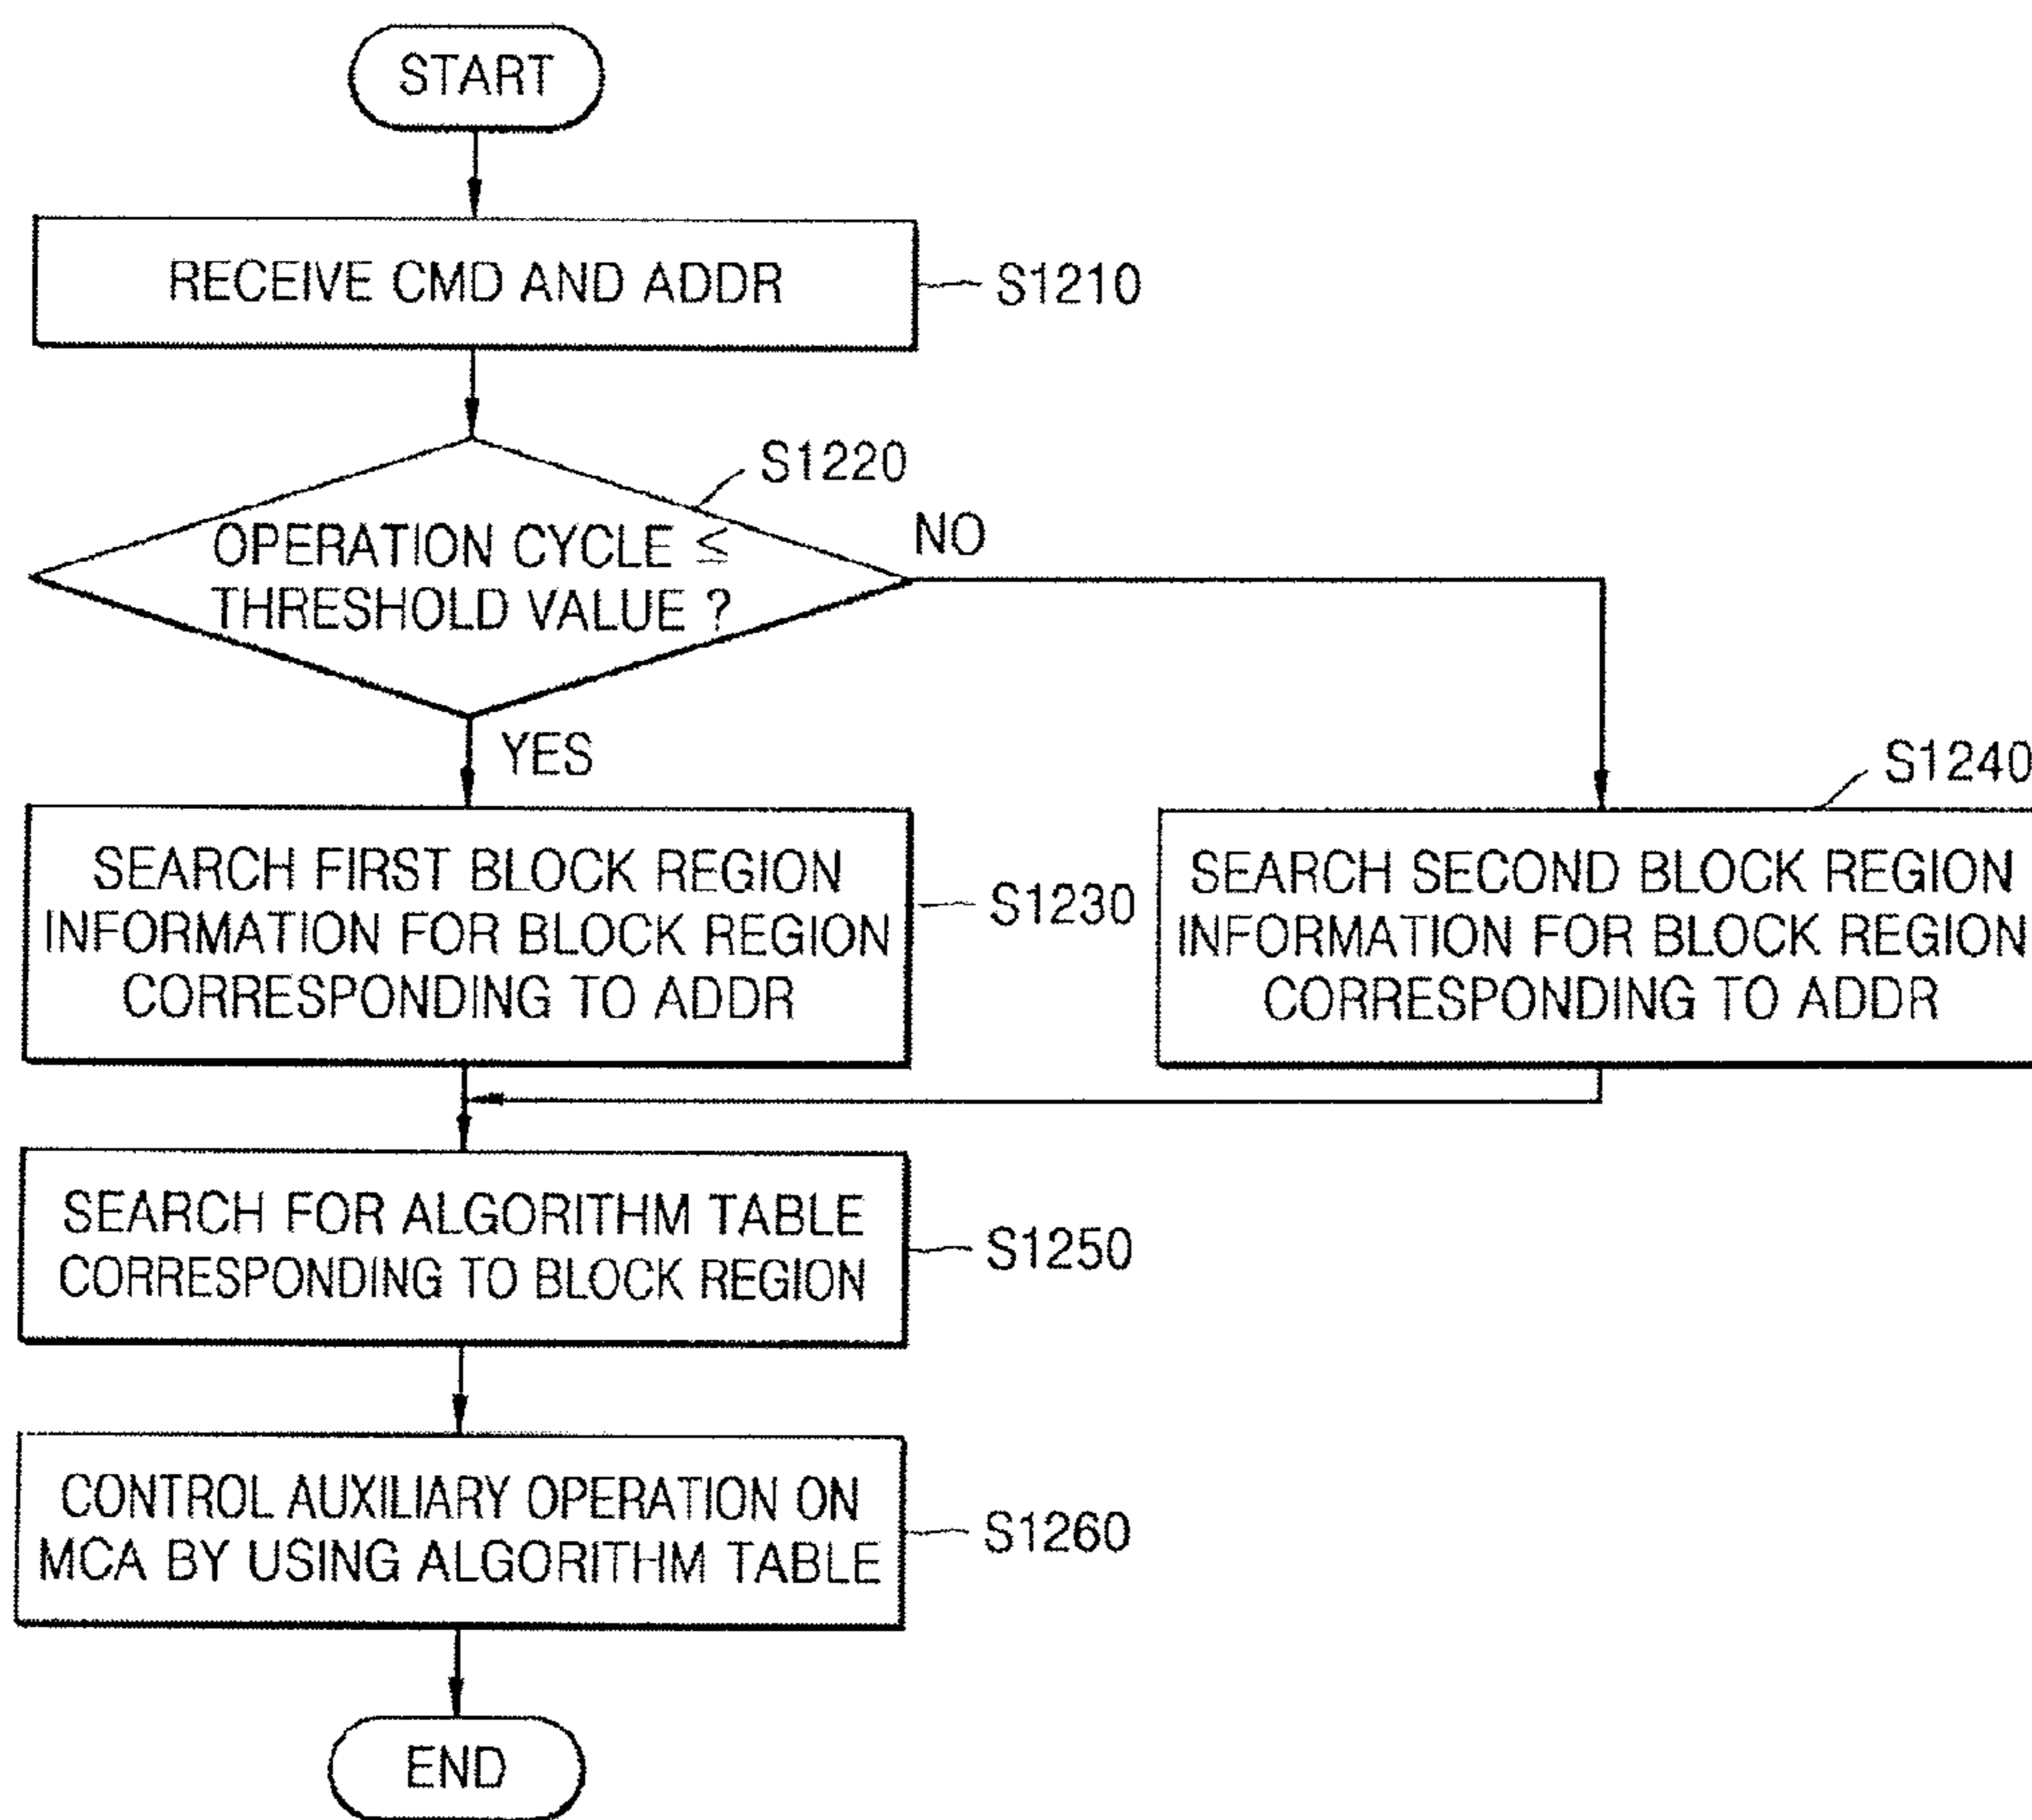 START
RECEIVE CMD AND ADDR
S1210
S1220
OPERATION CYCLE ≤
THRESHOLD VALUE ?
NO
YES
SEARCH FIRST BLOCK REGION
INFORMATION FOR BLOCK REGION
CORRESPONDING TO ADDR
S1230
S1240
SEARCH SECOND BLOCK REGION
INFORMATION FOR BLOCK REGION
CORRESPONDING TO ADDR
SEARCH FOR ALGORITHM TABLE
CORRESPONDING TO BLOCK REGION
S1250
CONTROL AUXILIARY OPERATION ON
MCA BY USING ALGORITHM TABLE
S1260
END